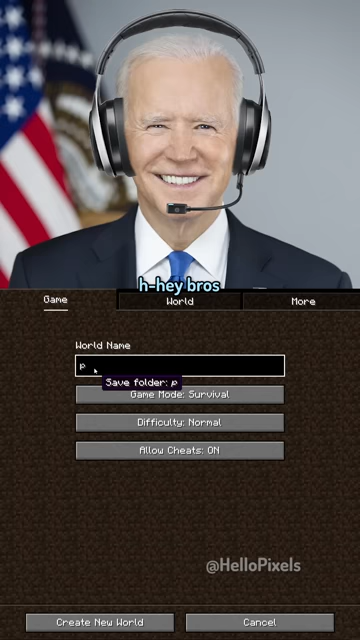 h-hey bros
Game
World
More
World Name
p
Save folder: p
Game Mode: Survival
Difficulty: Normal
Allow Cheats: ON
@HelloPixels
Create New World
Cancel